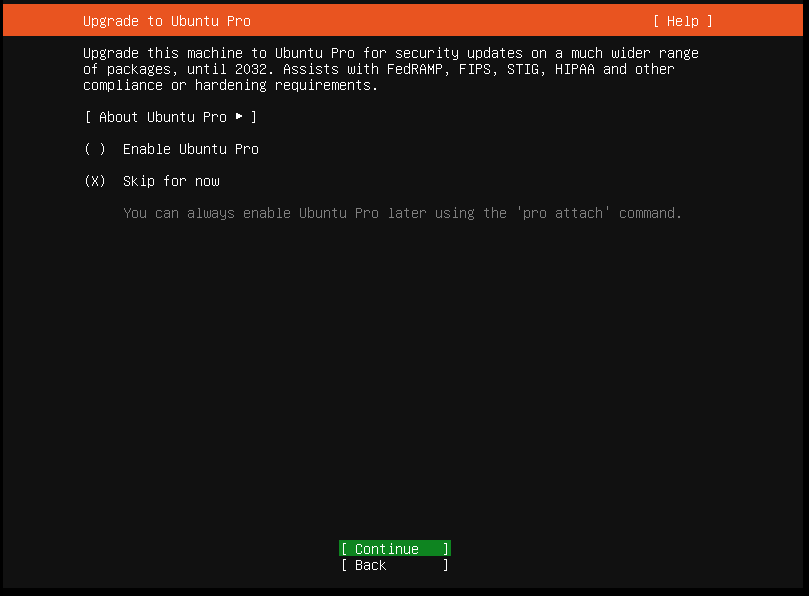 Upgrade to Ubuntu Pro [ Help ]
Upgrade this machine to Ubuntu Pro for security updates on a much wider range
of packages, until 2032. Assists with FedRAMP, FIPS, STIG, HIPAA and other
compliance or hardening requirements.
[ About Ubuntu Pro ▸ ]
( ) Enable Ubuntu Pro
(X) Skip for now
You can always enable Ubuntu Pro later using the 'pro attach' command.
[ Continue ]
[ Back ]